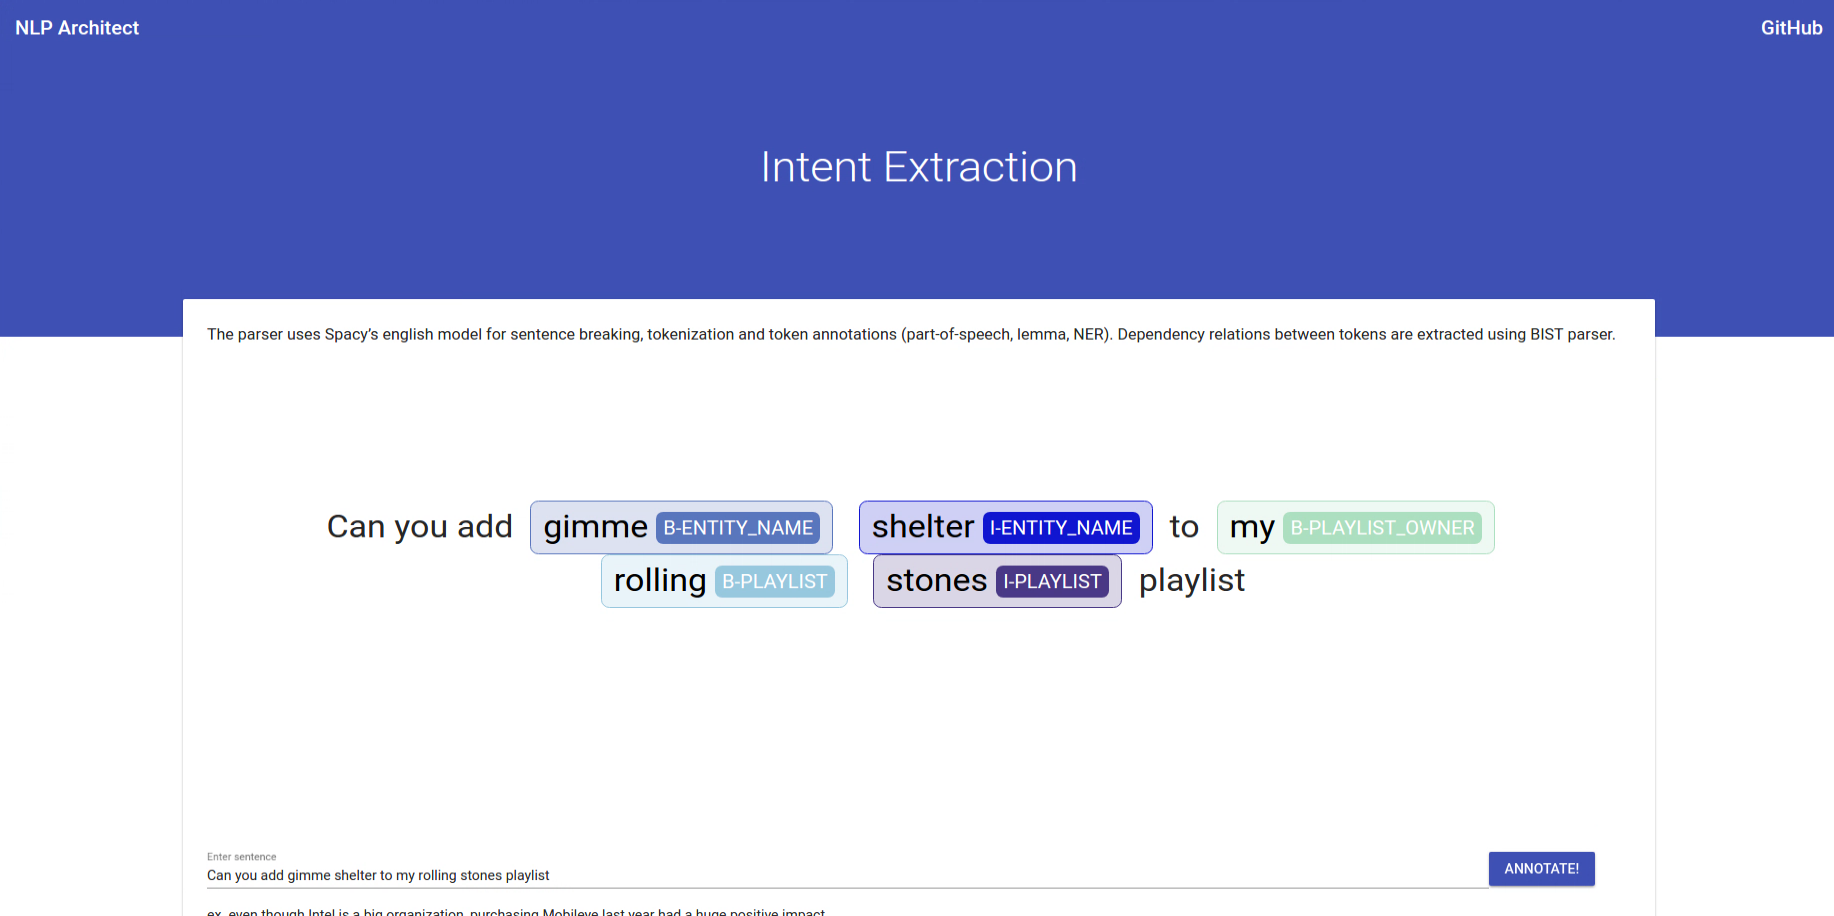 NLP Architect
GitHub
Intent Extraction
The parser uses Spacy’s english model for sentence breaking, tokenization and token annotations (part-of-speech, lemma, NER). Dependency relations between tokens are extracted using BIST parser.
Can you add gimme B-ENTITY_NAME shelter I-ENTITY_NAME to my B-PLAYLIST_OWNER
rolling B-PLAYLIST stones I-PLAYLIST playlist
Enter sentence
Can you add gimme shelter to my rolling stones playlist
ANNOTATE!
ex. even though Intel is a big organization, purchasing Mobileye last year had a huge positive impact